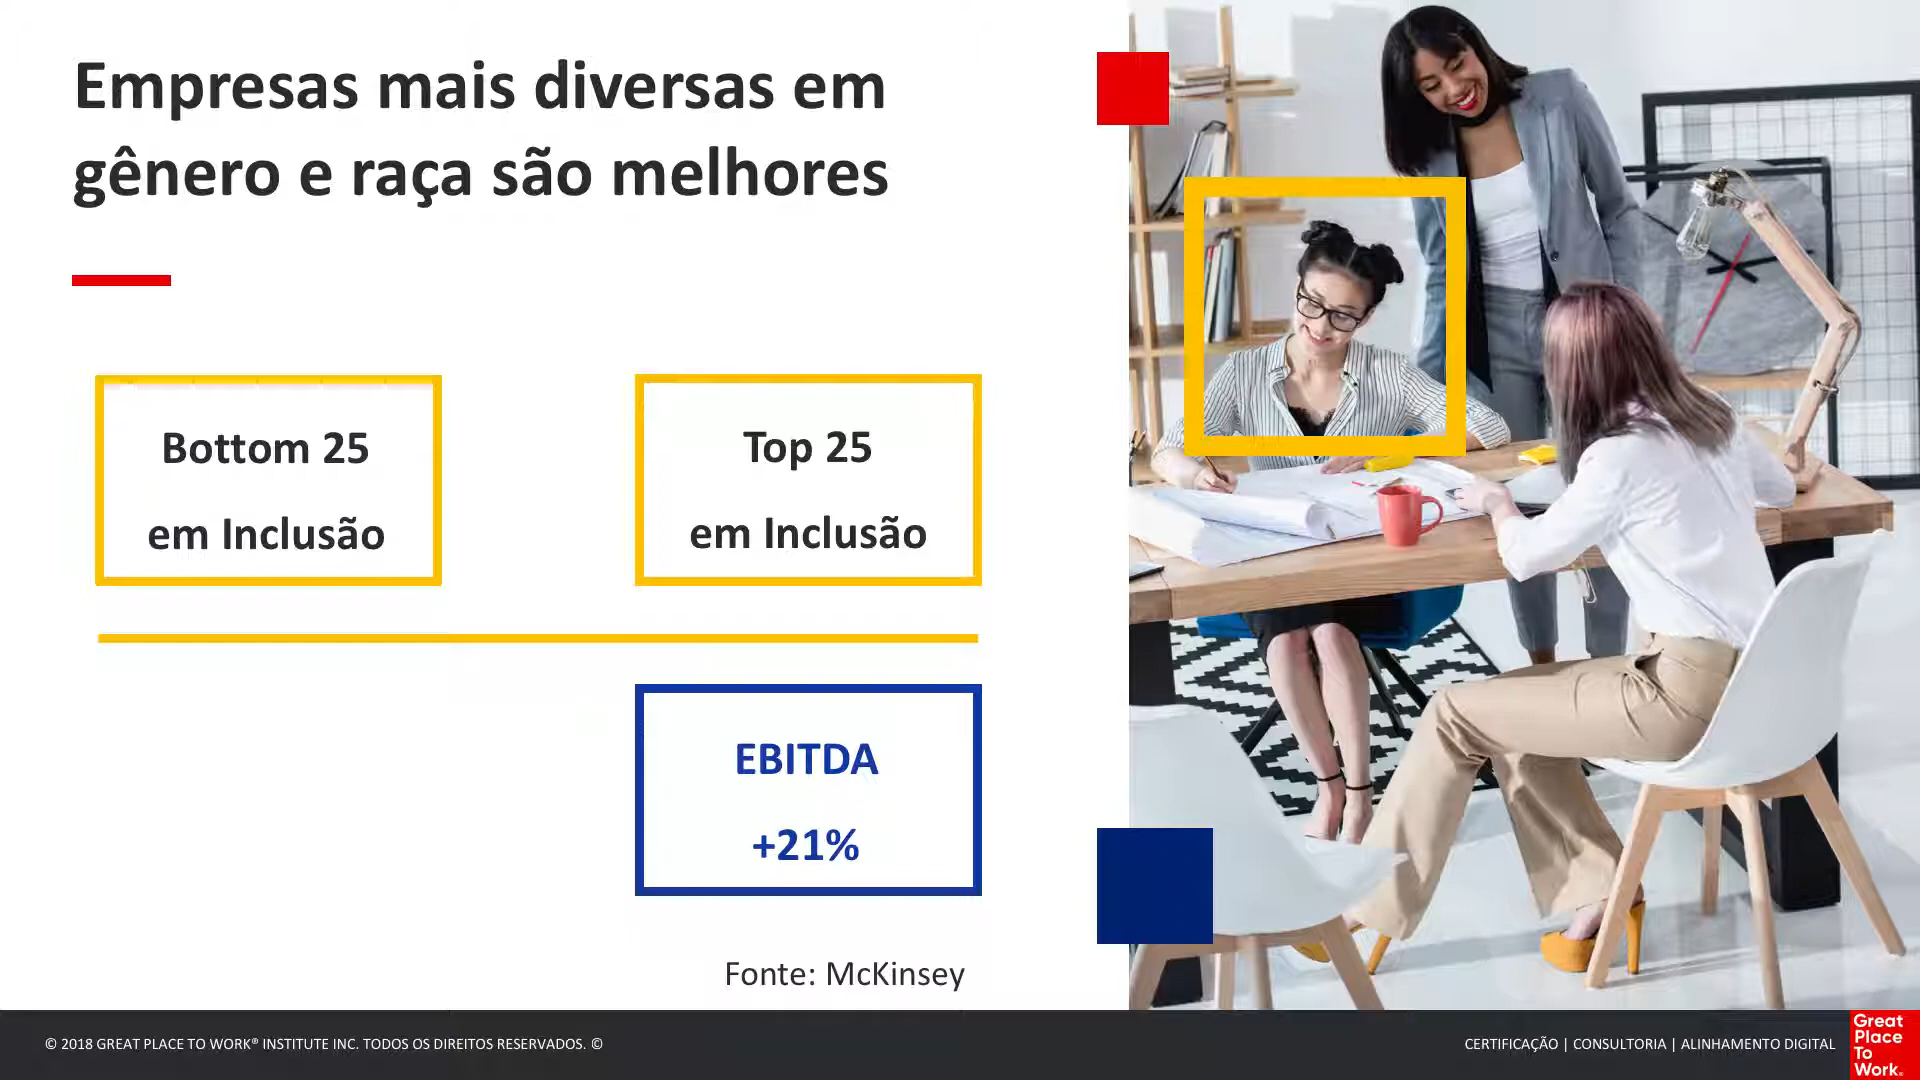 Empresas mais diversas em
gênero e raça são melhores
Bottom 25
em Inclusão
Top 25
em Inclusão
EBITDA
+21%
Fonte: McKinsey
© 2018 GREAT PLACE TO WORK® INSTITUTE INC. TODOS OS DIREITOS RESERVADOS. ©
CERTIFICAÇÃO | CONSULTORIA | ALINHAMENTO DIGITAL
Great
Place
To
Work.